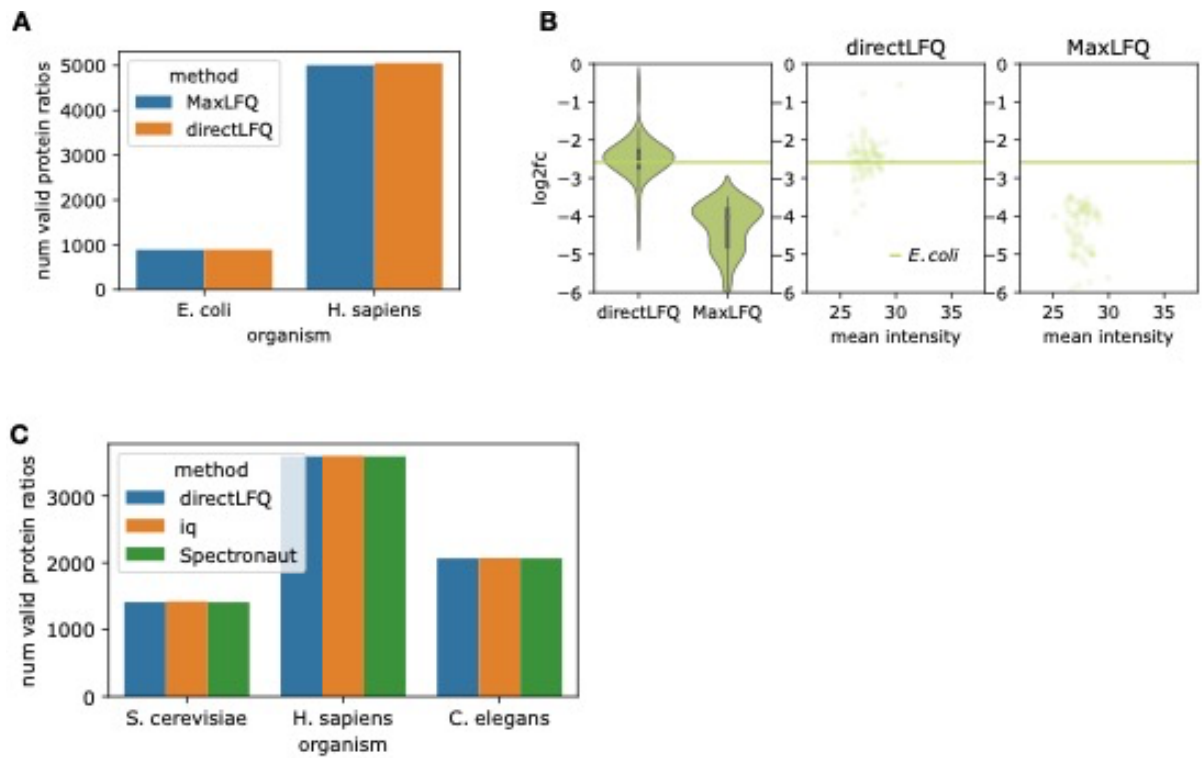 A
num valid protein ratios
5000
4000
3000
2000
1000
0
method
MaxLFQ
directLFQ
E. coli H. sapiens
organism
B
log2fc
0
−1
−2
−3
−4
−5
−6
directLFQ MaxLFQ
directLFQ
0
−1
−2
−3
−4
−5
−6
E.coli
25 30 35
mean intensity
MaxLFQ
0
−1
−2
−3
−4
−5
−6
25 30 35
mean intensity
C
num valid protein ratios
3000
2000
1000
0
method
directLFQ
iq
Spectronaut
S. cerevisiae H. sapiens C. elegans
organism